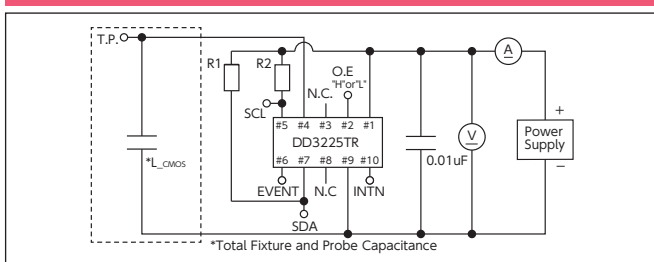 T.P.
A
R1
R2
O.E
"H"or"L"
N.C.
SCL
#5 #4 #3 #2 #1
DD3225TR
#6 #7 #8 #9 #10
EVENT
N.C
INTN
SDA
*L_CMOS
0.01uF
V
+
Power
Supply
−
*Total Fixture and Probe Capacitance